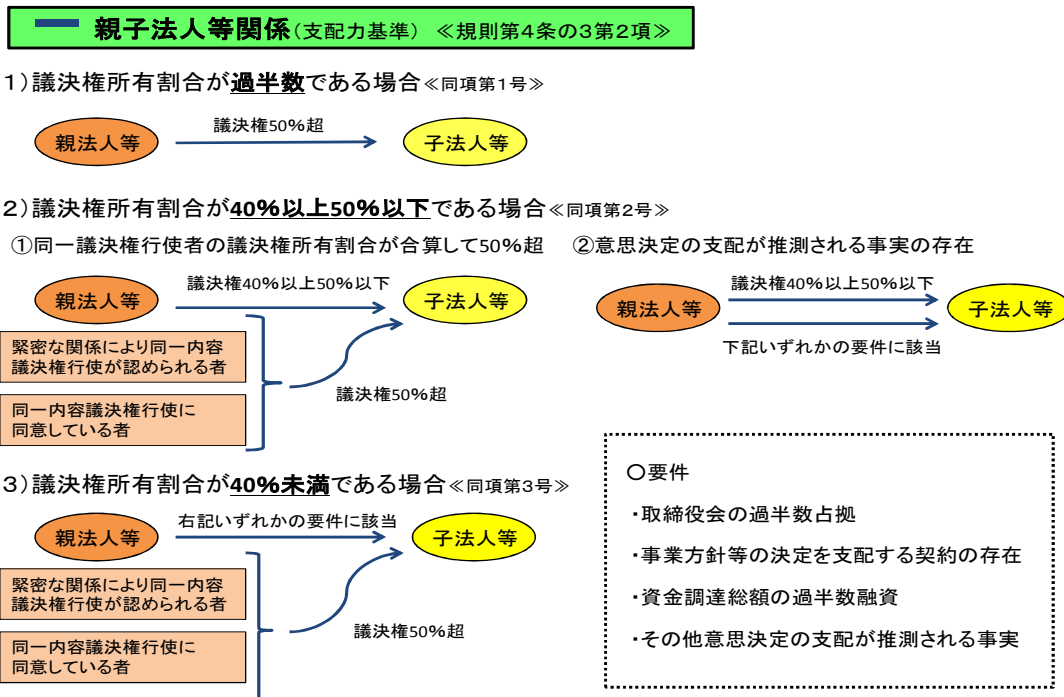 親子法人等関係(支配力基準) ≪規則第4条の3第2項≫
1)議決権所有割合が過半数である場合≪同項第1号≫
親法人等
議決権50%超
子法人等
2)議決権所有割合が40%以上50%以下である場合≪同項第2号≫
①同一議決権行使者の議決権所有割合が合算して50%超
親法人等
議決権40%以上50%以下
子法人等
緊密な関係により同一内容
議決権行使が認められる者
同一内容議決権行使に
同意している者
議決権50%超
②意思決定の支配が推測される事実の存在
親法人等
議決権40%以上50%以下
子法人等
下記いずれかの要件に該当
3)議決権所有割合が40%未満である場合≪同項第3号≫
親法人等
右記いずれかの要件に該当
子法人等
緊密な関係により同一内容
議決権行使が認められる者
同一内容議決権行使に
同意している者
議決権50%超
○要件
・取締役会の過半数占拠
・事業方針等の決定を支配する契約の存在
・資金調達総額の過半数融資
・その他意思決定の支配が推測される事実